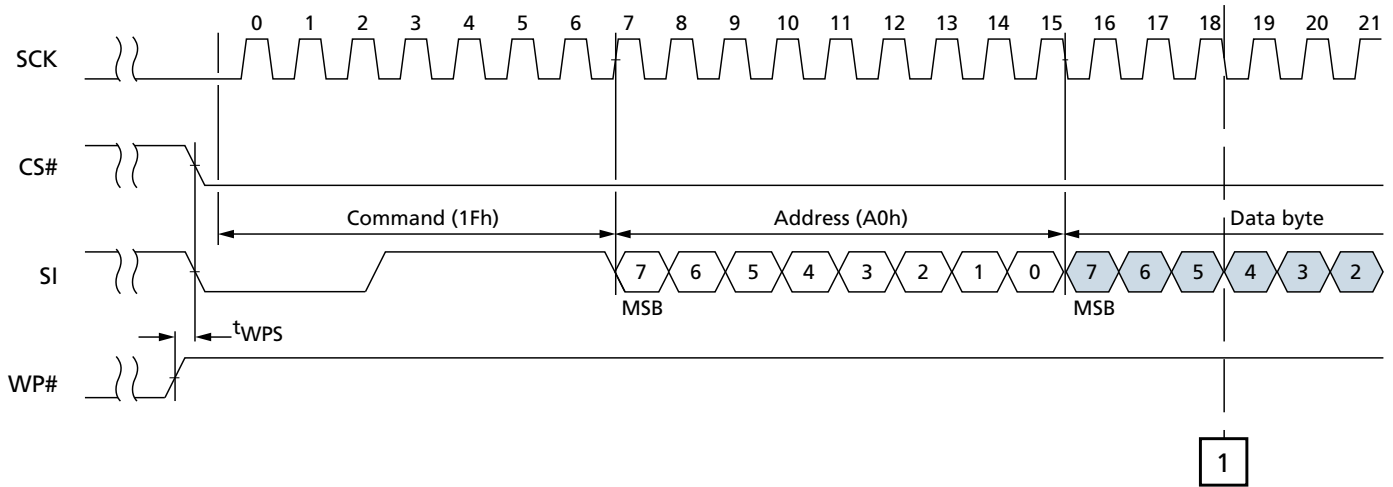 0 1 2 3 4 5 6 7 8 9 10 11 12 13 14 15 16 17 18 19 20 21
SCK
CS#
Command (1Fh) Address (A0h) Data byte
SI 7 6 5 4 3 2 1 0 7 6 5 4 3 2
MSB MSB
tWPS
WP#
1